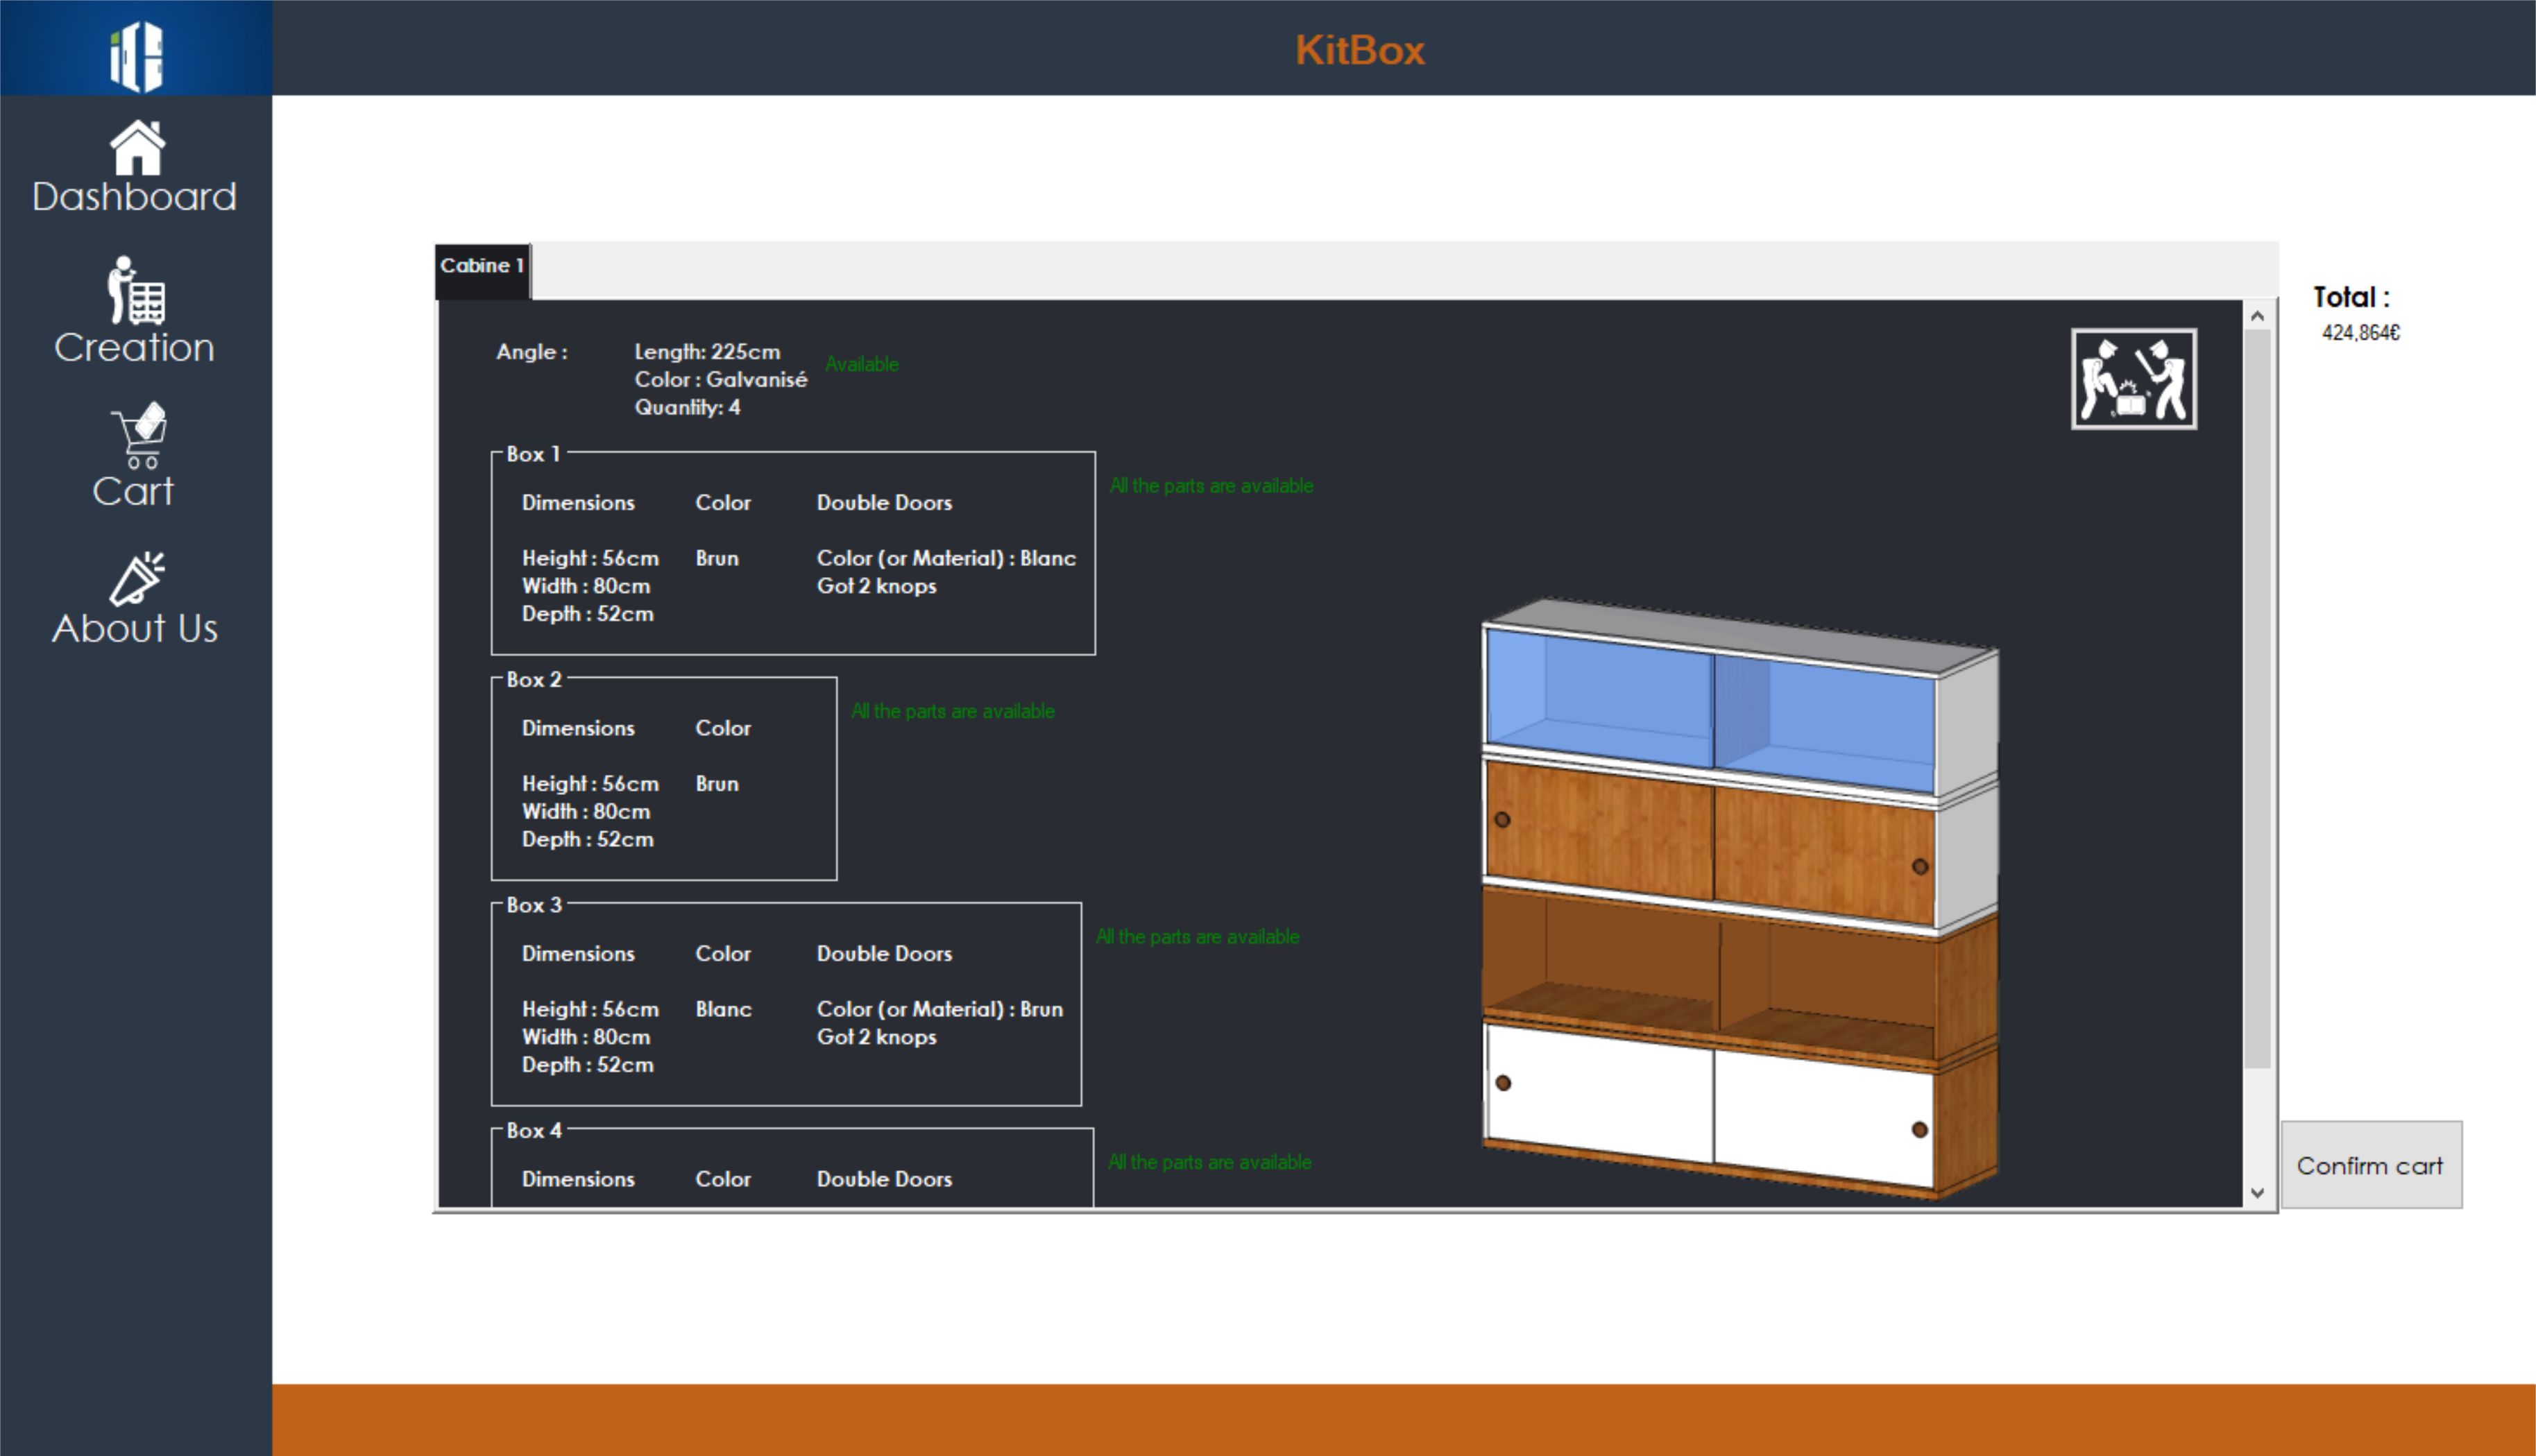 KitBox
Dashboard
Creation
Cart
About Us
Cabine 1
Total :
424,864€
Angle :
Length: 225cm
Color : Galvanisé
Quantity: 4
Available
Box 1
All the parts are available
Dimensions Color Double Doors
Height : 56cm Brun Color (or Material) : Blanc
Width : 80cm Got 2 knops
Depth : 52cm
Box 2
All the parts are available
Dimensions Color
Height : 56cm Brun
Width : 80cm
Depth : 52cm
Box 3
All the parts are available
Dimensions Color Double Doors
Height : 56cm Blanc Color (or Material) : Brun
Width : 80cm Got 2 knops
Depth : 52cm
Box 4
All the parts are available
Dimensions Color Double Doors
Confirm cart